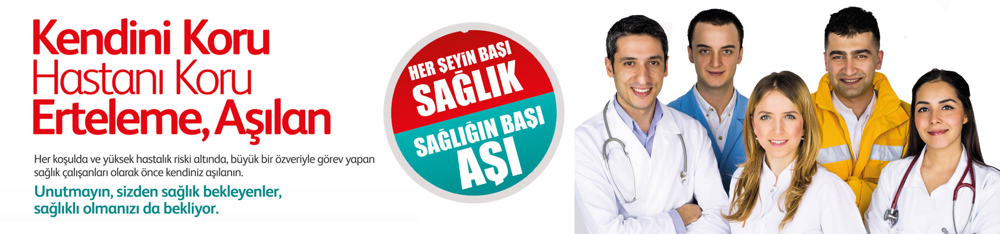 Kendini Koru
Hastanı Koru
Erteleme, Aşılan
Her koşulda ve yüksek hastalık riski altında, büyük bir özveriyle görev yapan
sağlık çalışanları olarak önce kendiniz aşılanın.
Unutmayın, sizden sağlık bekleyenler,
sağlıklı olmanızı da bekliyor.
HER ŞEYİN BAŞI
SAĞLIK
SAĞLIĞIN BAŞI
AŞI